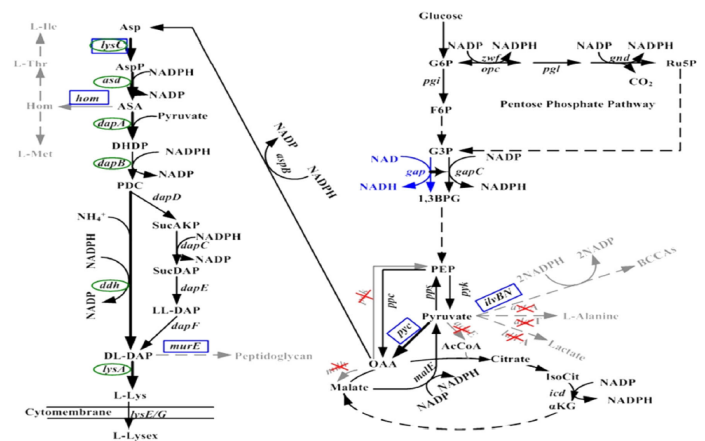 L-Ile
Asp
lysC
AspP
L-Thr
asd
NADPH
NADP
Hom
hom
ASA
dapA
Pyruvate
L-Met
DHDP
dapB
NADPH
NADP
PDC
dapD
NH4+
SucAKP
dapC
NADPH
NADP
NADPH
SucDAP
ddh
dapE
NADP
LL-DAP
dapF
DL-DAP
murE
Peptidoglycan
lysA
L-Lys
Cytomembrane
lysE/G
L-Lysex
NADP
aspB
NADPH
Glucose
NADP
NADPH
NADP
NADPH
G6P
zwf
opc
pgl
gnd
Ru5P
CO2
pgi
F6P
Pentose Phosphate Pathway
G3P
NAD
NADP
gap
gapC
NADH
NADPH
1,3BPG
PEP
ppc
pps
pyk
2NADPH
2NADP
BCCAs
ilvBN
Pyruvate
L-Alanine
pyc
AcCoA
Lactate
OAA
Citrate
malE
NADPH
NADP
Malate
IsoCit
NADP
icd
αKG
NADPH